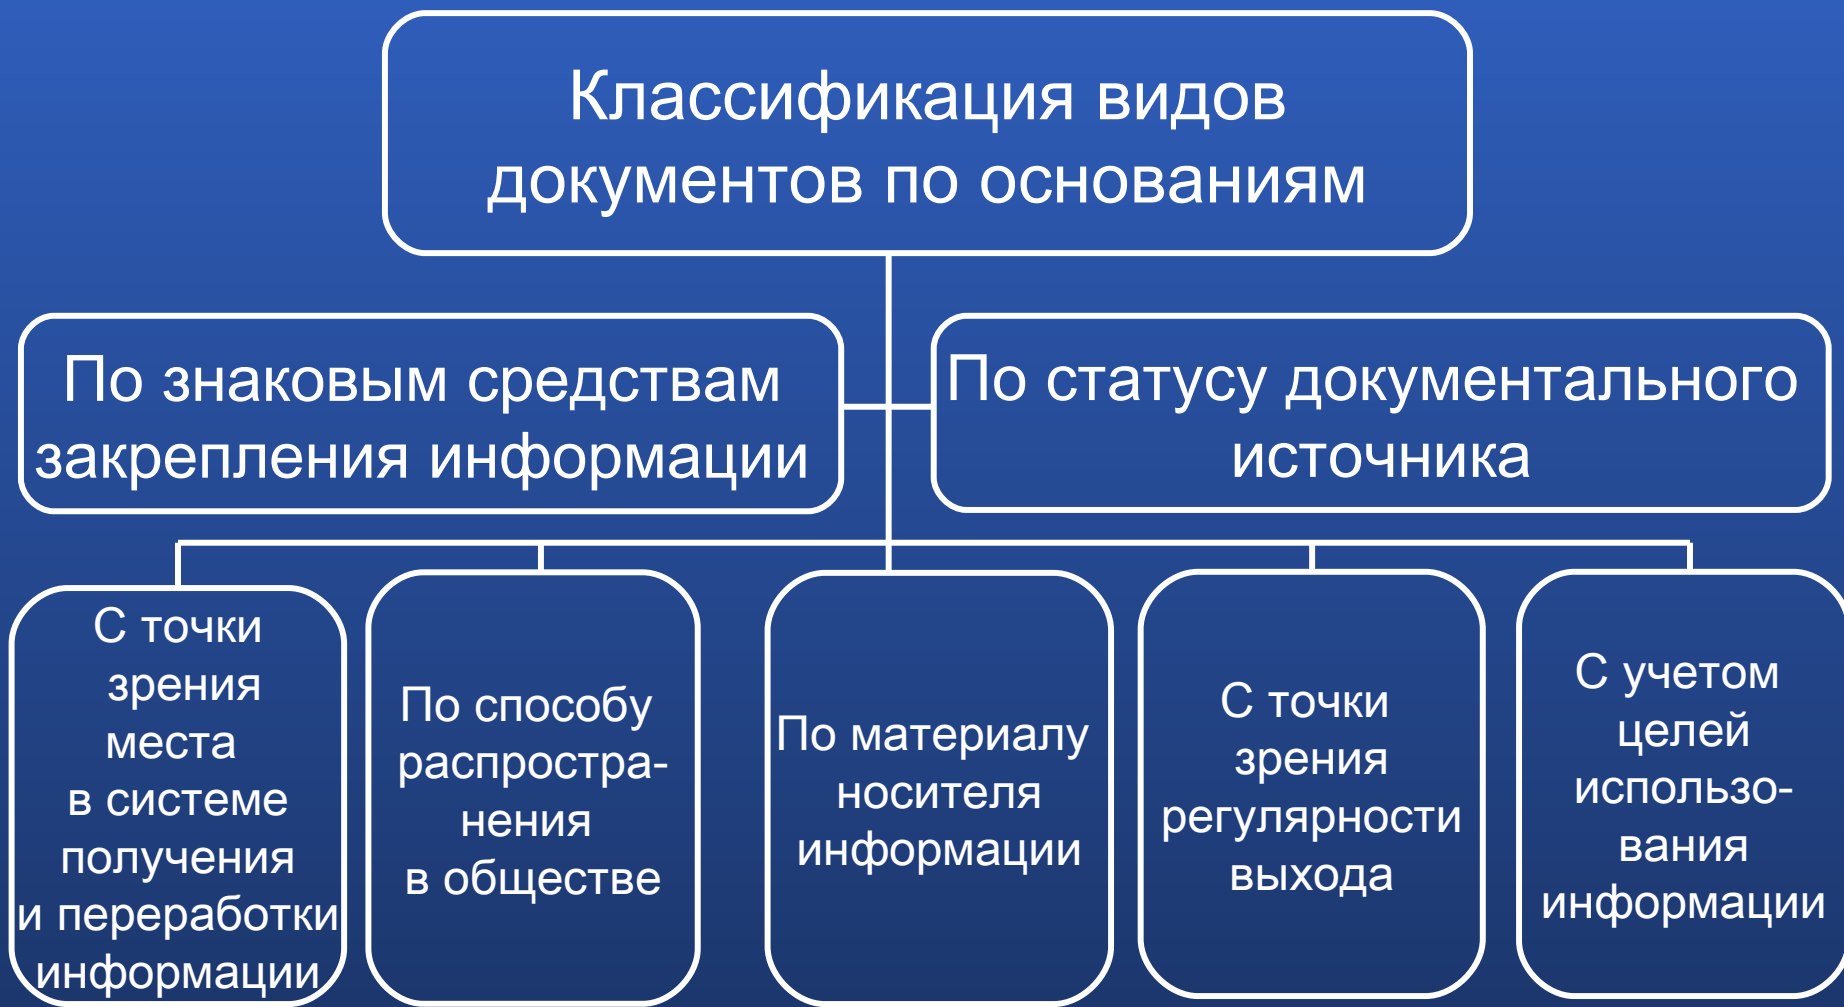 Классификация видов
документов по основаниям
По знаковым средствам
закрепления информации
По статусу документального
источника
С точки
зрения
места
в системе
получения
и переработки
информации
По способу
распростра-
нения
в обществе
По материалу
носителя
информации
С точки
зрения
регулярности
выхода
С учетом
целей
использо-
вания
информации